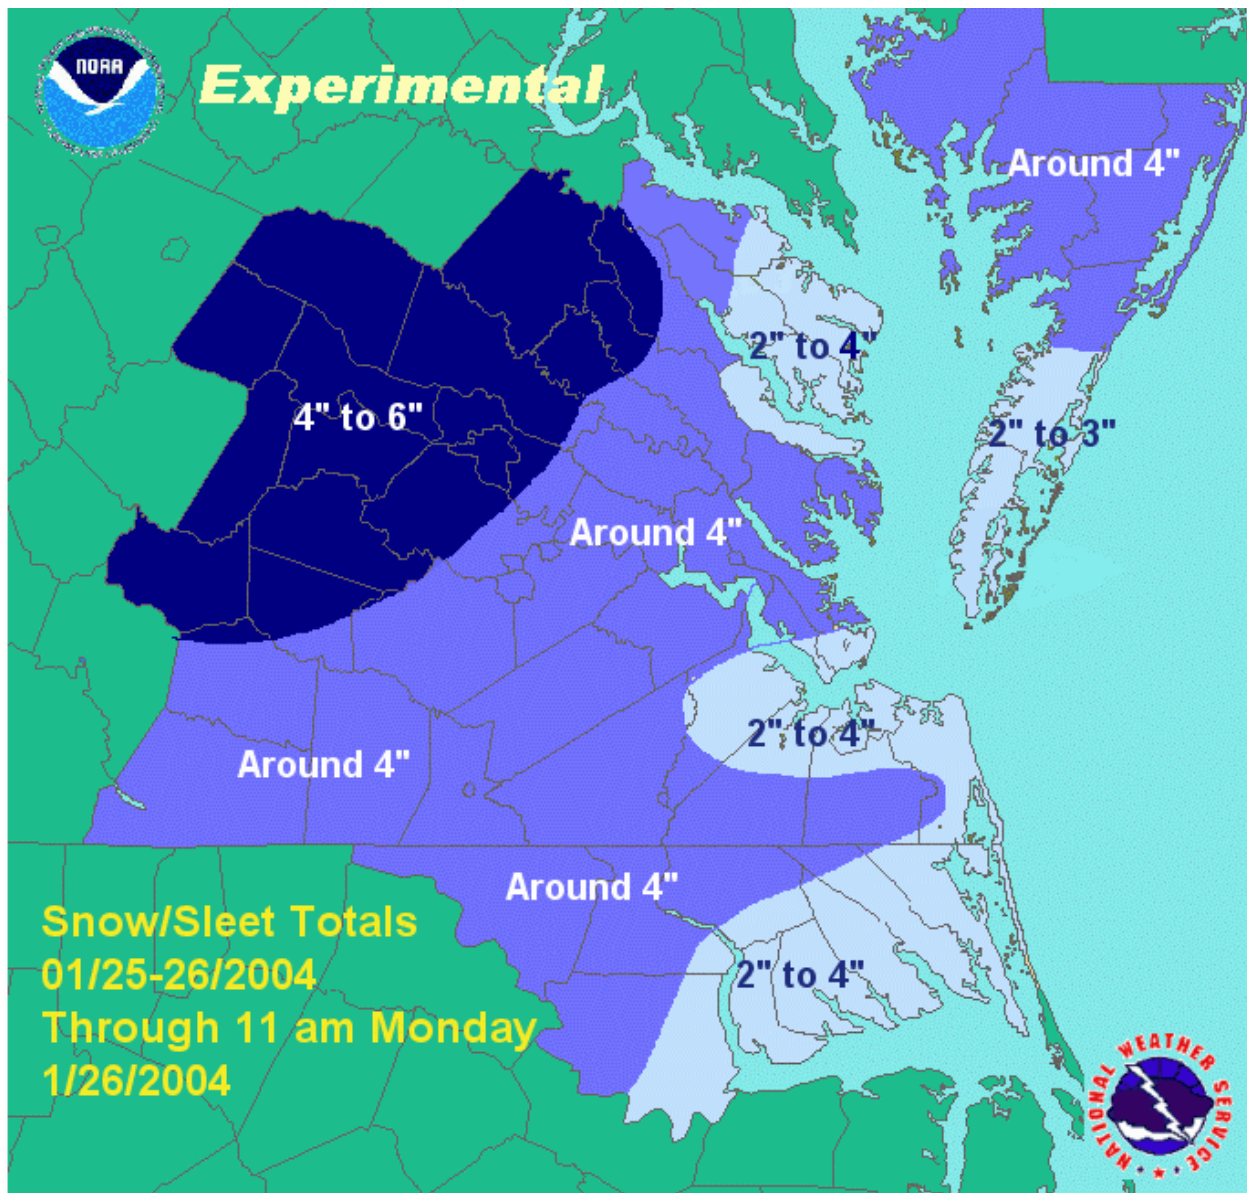 NOAA
Experimental
Around 4"
2" to 4"
4" to 6"
2" to 3"
Around 4"
2" to 4"
Around 4"
Around 4"
Snow/Sleet Totals
01/25-26/2004
2" to 4"
Through 11 am Monday
1/26/2004
NATIONAL WEATHER SERVICE